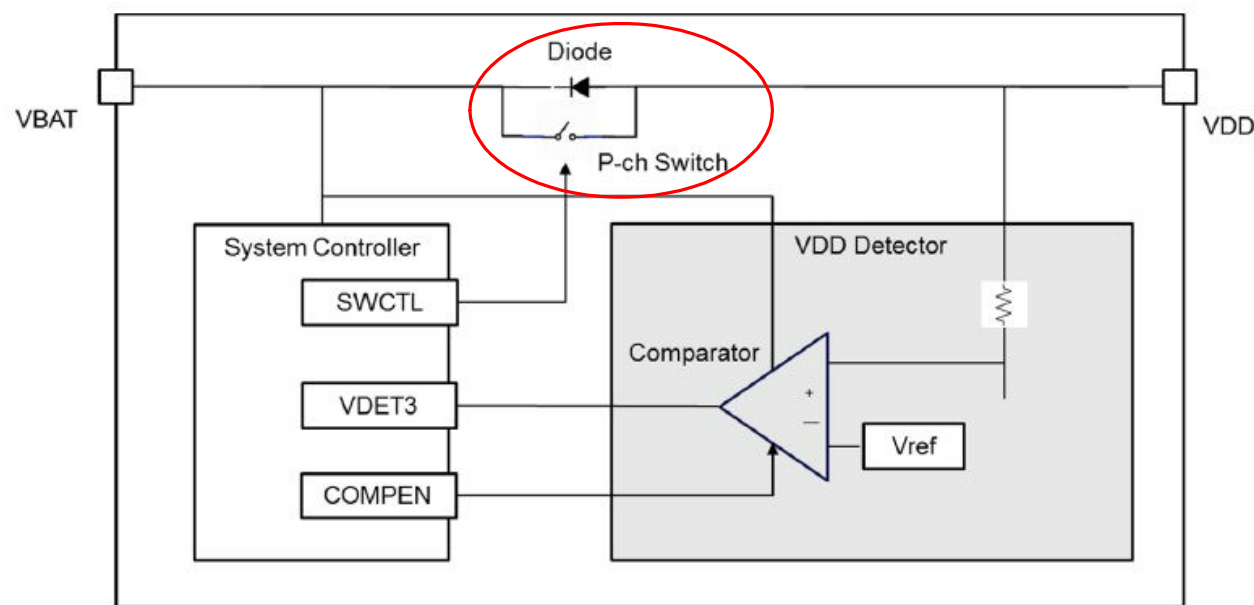 Diode
VBAT
VDD
P-ch Switch
System Controller
VDD Detector
SWCTL
Comparator
VDET3
+
—
Vref
COMPEN